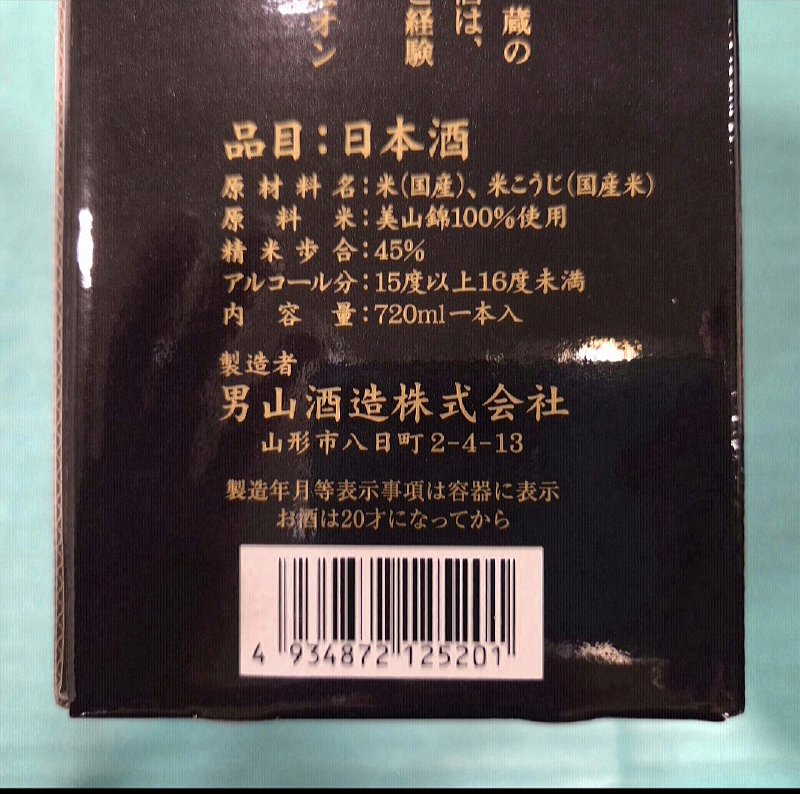 蔵の
は、
経験
オン
品目：日本酒
原材料名：米(国産)、米こうじ(国産米)
原料米：美山錦100%使用
精米歩合：45%
アルコール分：15度以上16度未満
内容量：720ml一本入
製造者
男山酒造株式会社
山形市八日町2-4-13
製造年月等表示事項は容器に表示
お酒は20才になってから
4 934872 125201